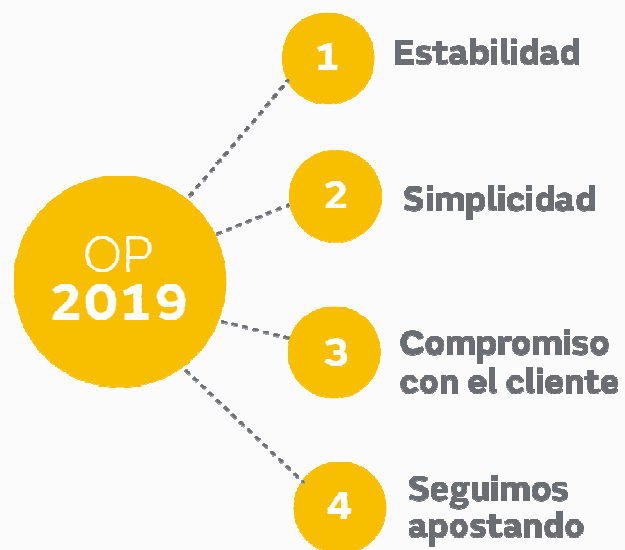 1
Estabilidad
2
Simplicidad
OP
2019
3
Compromiso
con el cliente
4
Seguimos
apostando